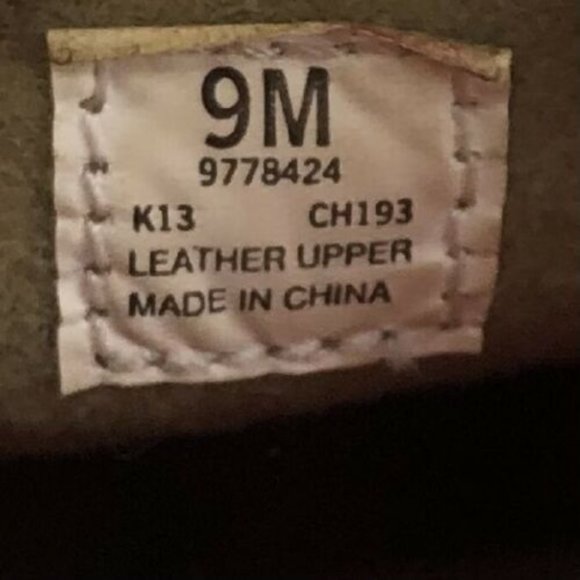 9M
9778424
K13 CH193
LEATHER UPPER
MADE IN CHINA